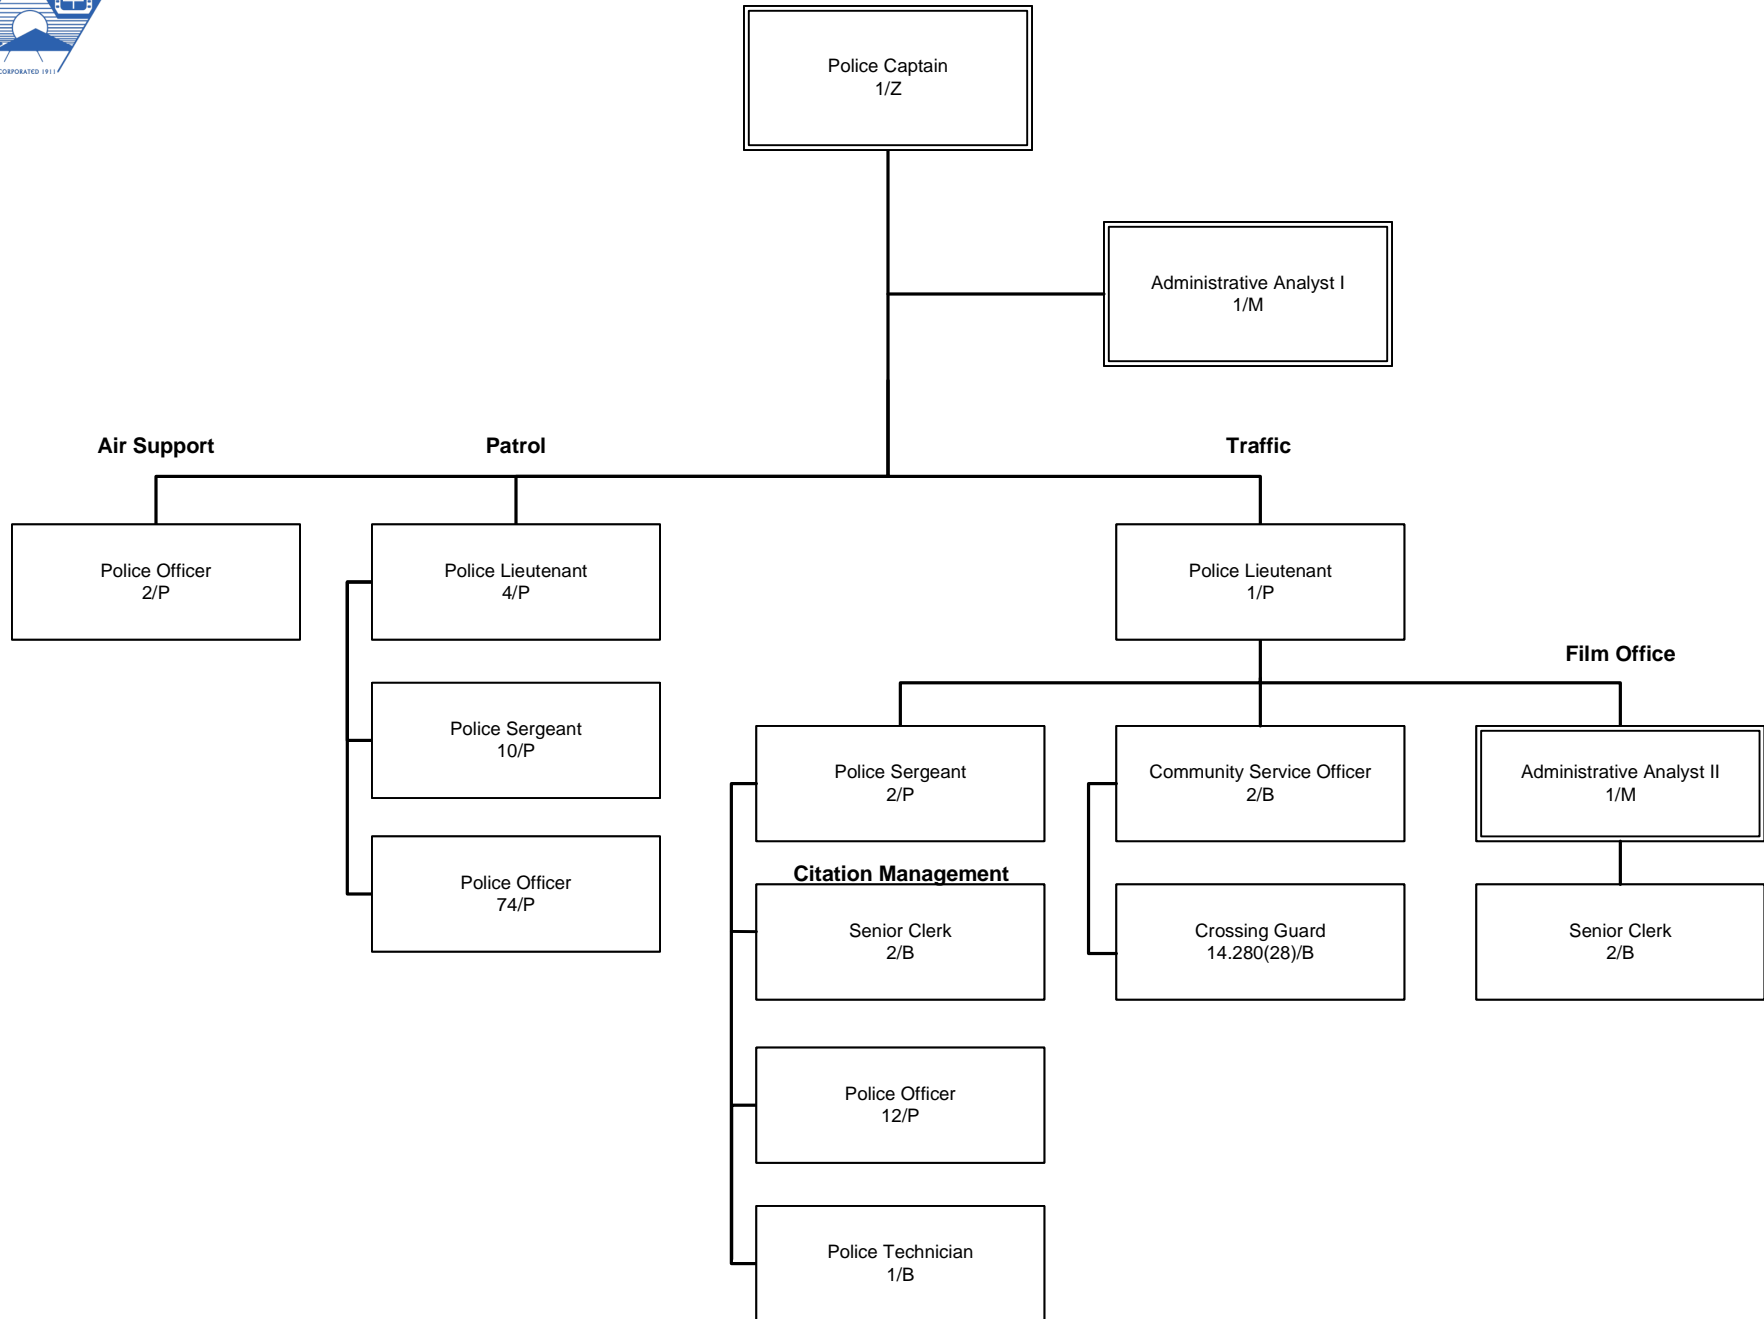 CORPORATED 1911
Police Captain
1/Z
Administrative Analyst I
1/M
Air Support
Patrol
Traffic
Police Officer
2/P
Police Lieutenant
4/P
Police Lieutenant
1/P
Film Office
Police Sergeant
10/P
Police Sergeant
2/P
Community Service Officer
2/B
Administrative Analyst II
1/M
Police Officer
74/P
Citation Management
Senior Clerk
2/B
Crossing Guard
14.280(28)/B
Senior Clerk
2/B
Police Officer
12/P
Police Technician
1/B